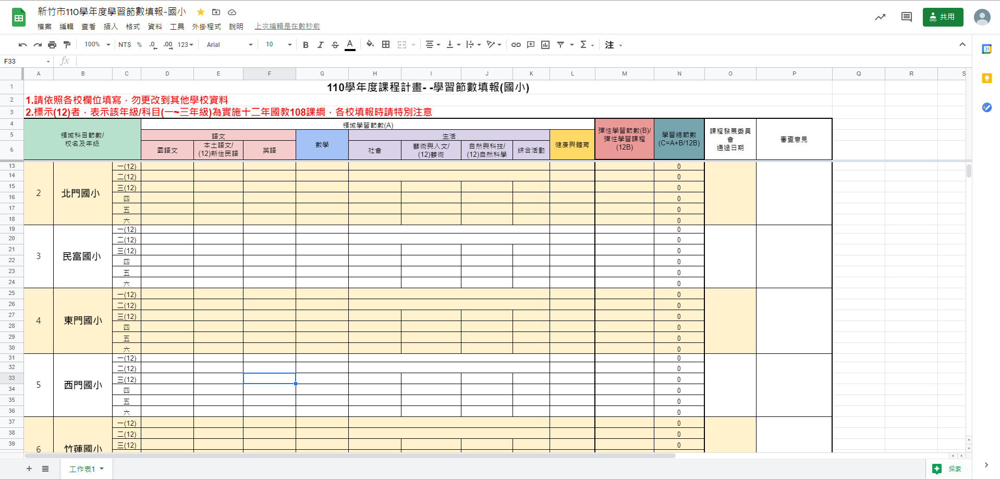 新竹市110學年度學習節數填報-國小
檔案 編輯 查看 插入 格式 資料 工具 外掛程式 說明 上次編輯是在數秒前
共用
100% NT$ % .0 .00 123 Arial 10 B I S A Σ 注
31
F33 fx
A B C D E F G H I J K L M N O P Q R S
1 110學年度課程計畫- -學習節數填報(國小)
2 1.請依照各校欄位填寫，勿更改到其他學校資料
3 2.標示(12)者，表示該年級/科目(一~三年級)為實施十二年國教108課綱，各校填報時請特別注意
4 領域學習節數(A)
5 語文 生活
6
領域科目節數/
校名及年級
國語文
本土語文/
(12)新住民語
英語
數學
社會
藝術與人文/
(12)藝術
自然與科技/
(12)自然科學
綜合活動
健康與體育
彈性學習節數(B)/
彈性學習課程
(12B)
學習總節數
(C=A+B/12B)
課程發展委員
會
通過日期
審查意見
13 一(12) 0
14 二(12) 0
15 三(12) 0
2 北門國小
16 四 0
17 五 0
18 六 0
19 一(12) 0
20 二(12) 0
21 三(12) 0
3 民富國小
22 四 0
23 五 0
24 六 0
25 一(12) 0
26 二(12) 0
27 三(12) 0
4 東門國小
28 四 0
29 五 0
30 六 0
31 一(12) 0
32 二(12) 0
33 三(12) 0
5 西門國小
34 四 0
35 五 0
36 六 0
37 一(12) 0
38 二(12) 0
39 三(12) 0
6 竹蓮國小
工作表1
探索